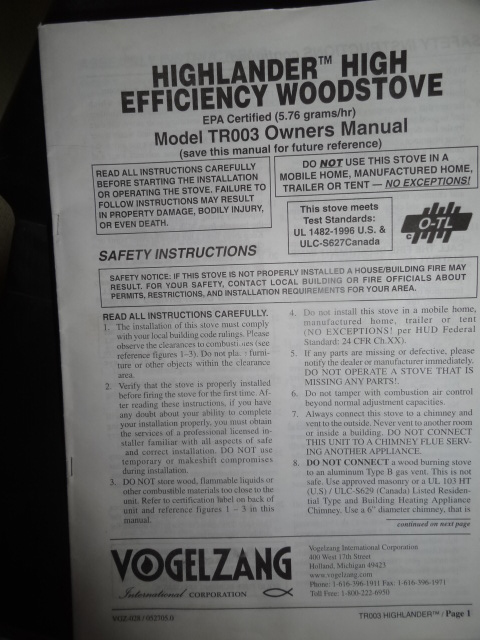 HIGHLANDER™ HIGH
EFFICIENCY WOODSTOVE
EPA Certified (5.76 grams/hr)
Model TR003 Owners Manual
(save this manual for future reference)
READ ALL INSTRUCTIONS CAREFULLY
BEFORE STARTING THE INSTALLATION
OR OPERATING THE STOVE. FAILURE TO
FOLLOW INSTRUCTIONS MAY RESULT
IN PROPERTY DAMAGE, BODILY INJURY,
OR EVEN DEATH.
DO NOT USE THIS STOVE IN A
MOBILE HOME, MANUFACTURED HOME,
TRAILER OR TENT — NO EXCEPTIONS!
This stove meets
Test Standards:
UL 1482-1996 U.S. &
ULC-S627Canada
O-TL
C
SAFETY INSTRUCTIONS
SAFETY NOTICE: IF THIS STOVE IS NOT PROPERLY INSTALLED A HOUSE/BUILDING FIRE MAY
RESULT. FOR YOUR SAFETY, CONTACT LOCAL BUILDING OR FIRE OFFICIALS ABOUT
PERMITS, RESTRICTIONS, AND INSTALLATION REQUIREMENTS FOR YOUR AREA.
READ ALL INSTRUCTIONS CAREFULLY.
1. The installation of this stove must comply
with your local building code rulings. Please
observe the clearances to combustibles (see
reference figures 1–3). Do not place furni-
ture or other objects within the clearance
area.
2. Verify that the stove is properly installed
before firing the stove for the first time. Af-
ter reading these instructions, if you have
any doubt about your ability to complete
your installation properly, you must obtain
the services of a professional licensed in-
staller familiar with all aspects of safe
and correct installation. DO NOT use
temporary or makeshift compromises
during installation.
3. DO NOT store wood, flammable liquids or
other combustible materials too close to the
unit. Refer to certification label on back of
unit and reference figures 1 – 3 in this
manual.
4. Do not install this stove in a mobile home,
manufactured home, trailer or tent
(NO EXCEPTIONS! per HUD Federal
Standard: 24 CFR Ch.XX).
5. If any parts are missing or defective, please
notify the dealer or manufacturer immediately.
DO NOT OPERATE A STOVE THAT IS
MISSING ANY PARTS!.
6. Do not tamper with combustion air control
beyond normal adjustment capacities.
7. Always connect this stove to a chimney and
vent to the outside. Never vent to another room
or inside a building. DO NOT CONNECT
THIS UNIT TO A CHIMNEY FLUE SERV-
ING ANOTHER APPLIANCE.
8. DO NOT CONNECT a wood burning stove
to an aluminum Type B gas vent. This is not
safe. Use approved masonry or a UL 103 HT
(U.S) / ULC-S629 (Canada) Listed Residen-
tial Type and Building Heating Appliance
Chimney. Use a 6" diameter chimney, that is
continued on next page
VOGELZANG
International CORPORATION
Vogelzang International Corporation
400 West 17th Street
Holland, Michigan 49423
www.vogelzang.com
Phone: 1-616-396-1911 Fax: 1-616-396-1971
Toll Free: 1-800-222-6950
TR003 HIGHLANDER™ / Page 1